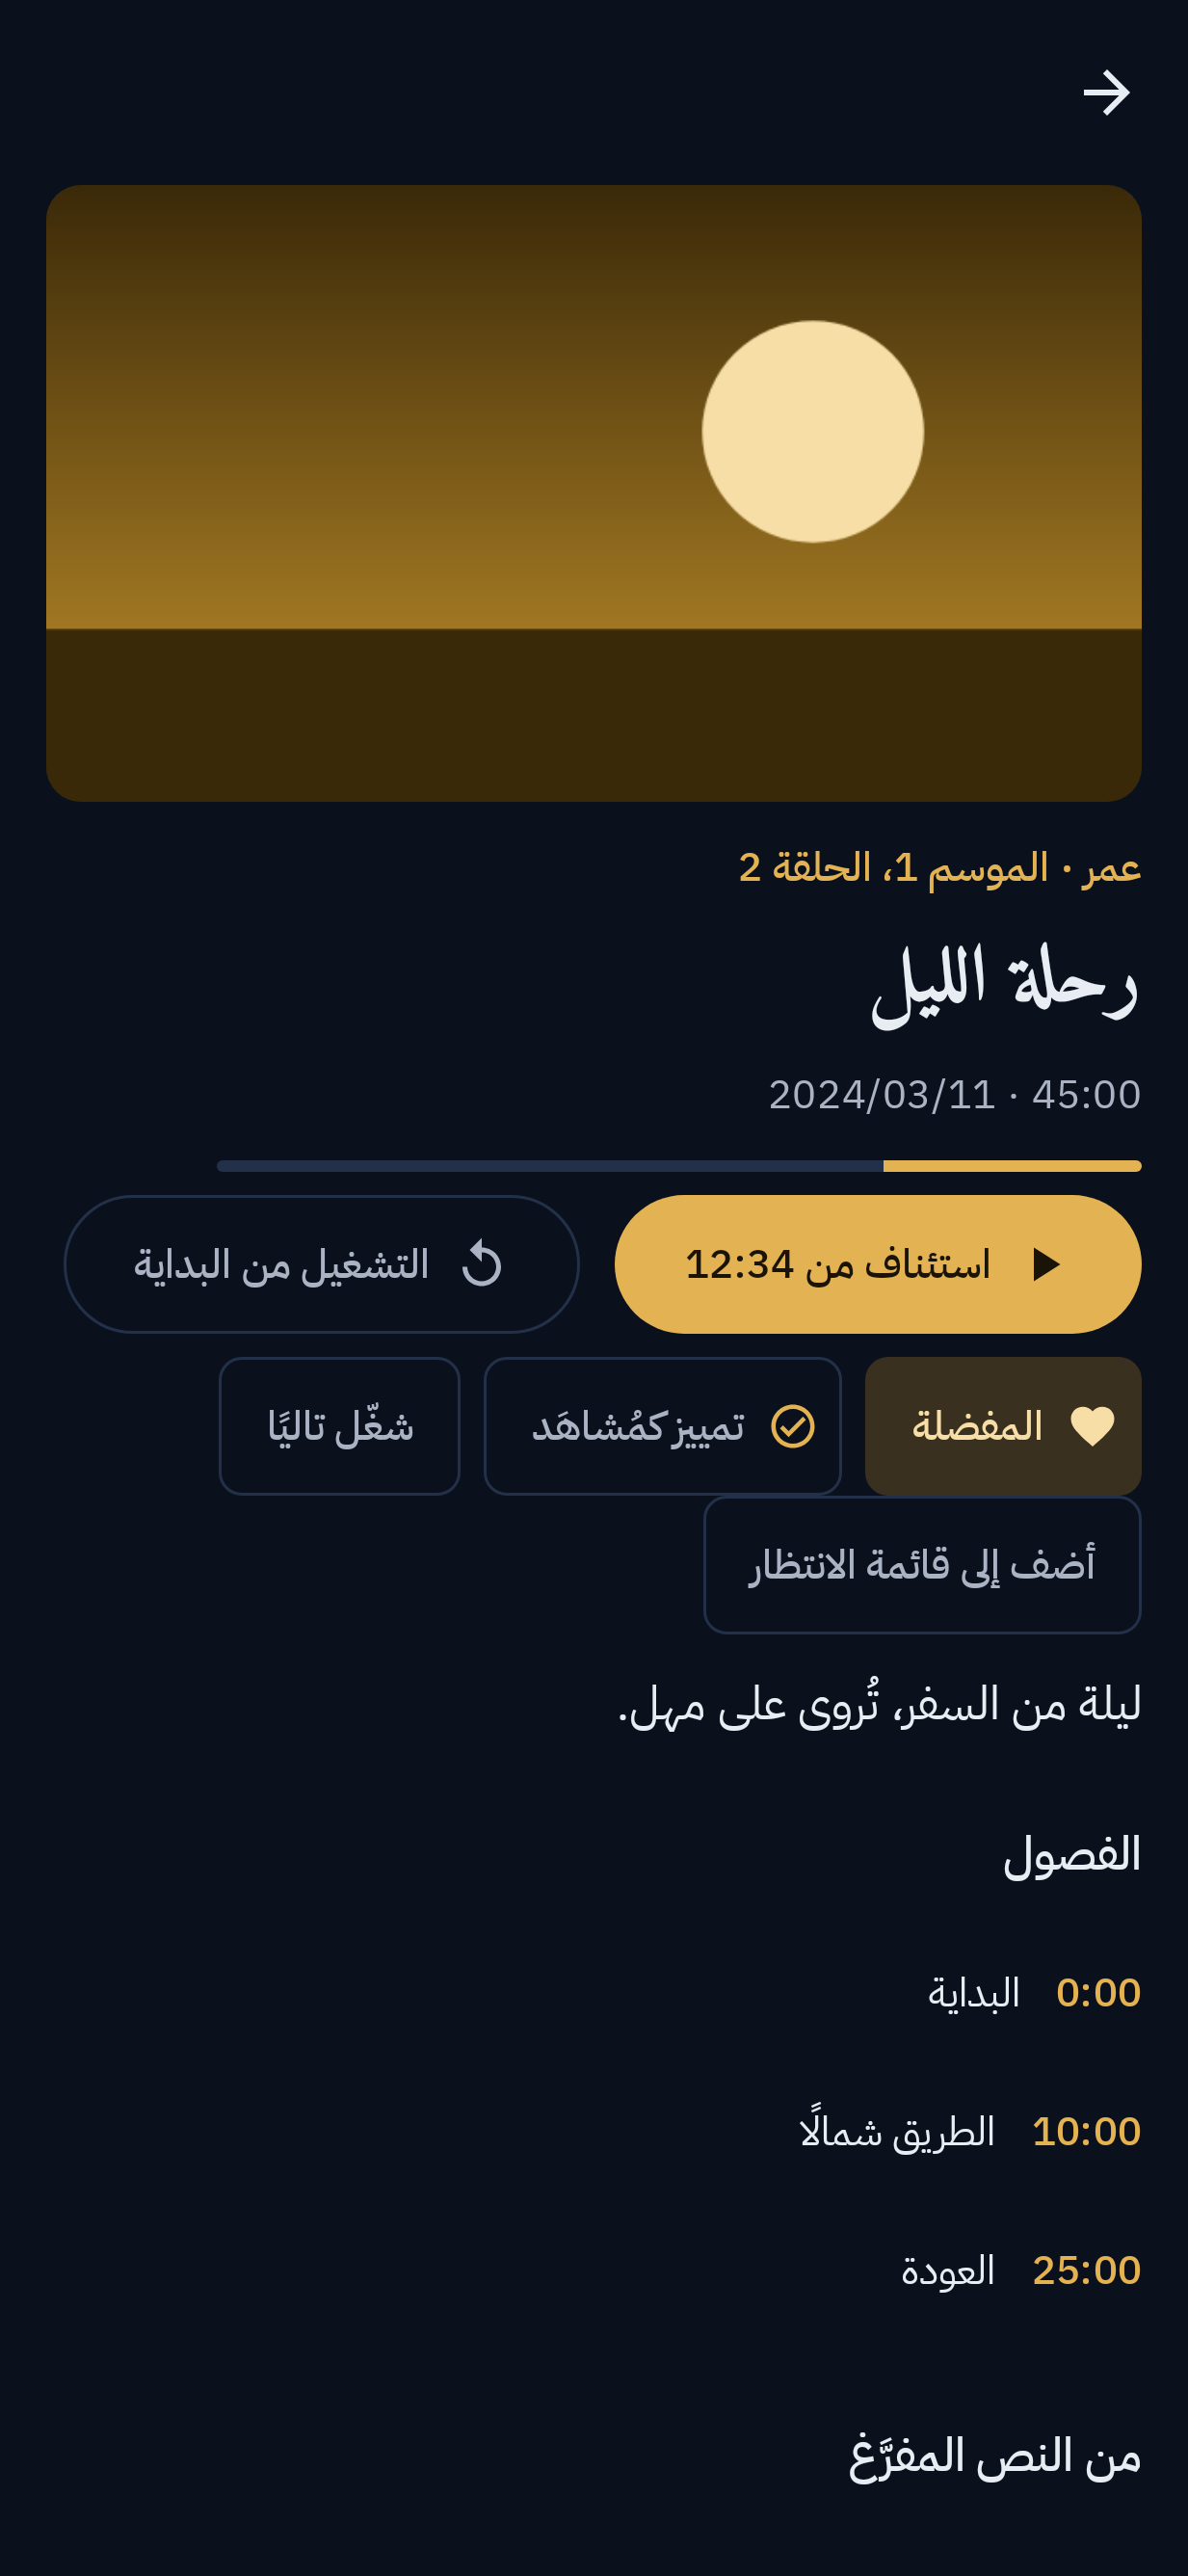 عمر · الموسم 1، الحلقة 2
رحلة الليل
45:00 · 2024/03/11
استئناف من 12:34
التشغيل من البداية
المفضلة
تمييز كمُشاهَد
شغّل تاليًا
أضف إلى قائمة الانتظار
ليلة من السفر، تُروى على مهل.
الفصول
0:00 البداية
10:00 الطريق شمالًا
25:00 العودة
من النص المفرَّغ